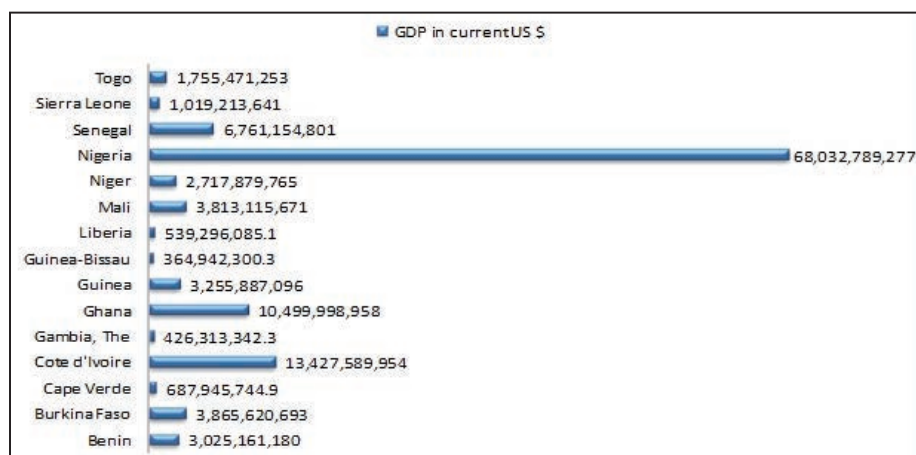 GDP in current US $
Togo 1,755,471,253
Sierra Leone 1,019,213,641
Senegal 6,761,154,801
Nigeria 68,032,789,277
Niger 2,717,879,765
Mali 3,813,115,671
Liberia 539,296,085.1
Guinea-Bissau 364,942,300.3
Guinea 3,255,887,096
Ghana 10,499,998,958
Gambia, The 426,313,342.3
Cote d'Ivoire 13,427,589,954
Cape Verde 687,945,744.9
Burkina Faso 3,865,620,693
Benin 3,025,161,180